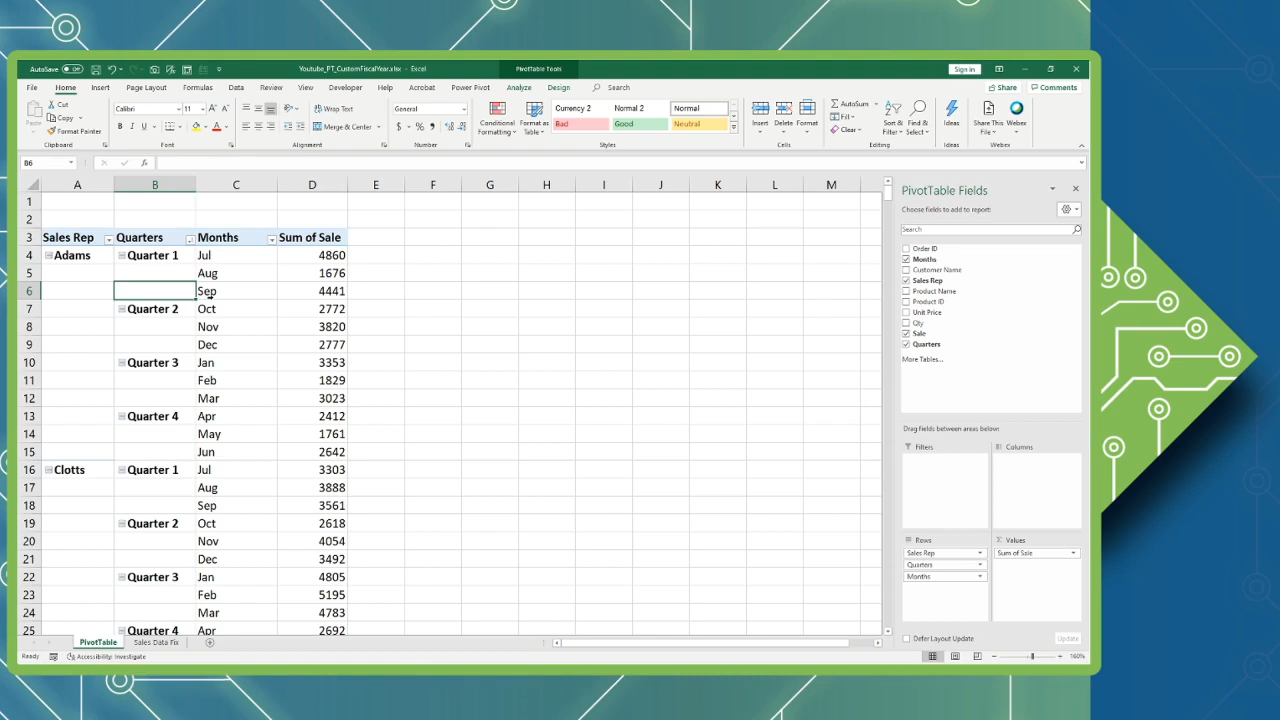 AutoSave Off Youtube_PT_CustomFiscalYear.xlsx - Excel PivotTable Tools Sign in
File Home Insert Page Layout Formulas Data Review View Developer Help Acrobat Power Pivot Analyze Design Search Share Comments
Paste Cut Copy Format Painter
Calibri 11
Wrap Text
Merge & Center
General
Conditional Formatting
Format as Table
Currency 2 Normal 2 Normal
Bad Good Neutral
Insert Delete Format
AutoSum Fill Clear
Sort & Filter Find & Select
Ideas
Share This File Webex
Clipboard Font Alignment Number Styles Cells Editing Ideas Webex
B6 fx
A B C D E F G H I J K L M
1
2
3 Sales Rep Quarters Months Sum of Sale
4 Adams Quarter 1 Jul 4860
5 Aug 1676
6 Sep 4441
7 Quarter 2 Oct 2772
8 Nov 3820
9 Dec 2777
10 Quarter 3 Jan 3353
11 Feb 1829
12 Mar 3023
13 Quarter 4 Apr 2412
14 May 1761
15 Jun 2642
16 Clotts Quarter 1 Jul 3303
17 Aug 3888
18 Sep 3561
19 Quarter 2 Oct 2618
20 Nov 4054
21 Dec 3492
22 Quarter 3 Jan 4805
23 Feb 5195
24 Mar 4783
25 Quarter 4 Apr 2692
PivotTable Sales Data Fix
Ready Accessibility: Investigate 160%
PivotTable Fields
Choose fields to add to report:
Search
Order ID
Months
Customer Name
Sales Rep
Product Name
Product ID
Unit Price
Qty
Sale
Quarters
More Tables...
Drag fields between areas below:
Filters Columns
Rows Values
Sales Rep Sum of Sale
Quarters
Months
Defer Layout Update Update